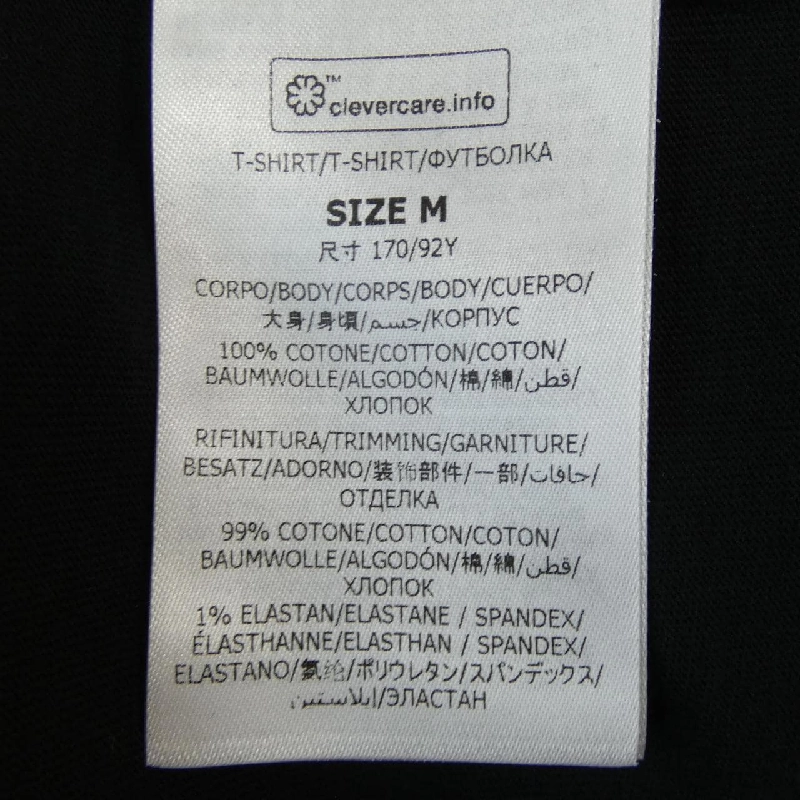 ™
clevercare.info
T-SHIRT/T-SHIRT/ФУТБОЛКА
SIZE M
尺寸 170/92Y
CORPO/BODY/CORPS/BODY/CUERPO/
大身/身頃/جسم/КОРПУС
100% COTONE/COTTON/COTON/
BAUMWOLLE/ALGODÓN/棉/綿/قطن/
ХЛОПОК
RIFINITURA/TRIMMING/GARNITURE/
BESATZ/ADORNO/装饰部件/一部/حافات/
ОТДЕЛКА
99% COTONE/COTTON/COTON/
BAUMWOLLE/ALGODÓN/棉/綿/قطن/
ХЛОПОК
1% ELASTAN/ELASTANE / SPANDEX/
ÉLASTHANNE/ELASTHAN / SPANDEX/
ELASTANO/氨纶/ポリウレタン/スパンデックス/
إيلاستين/ЭЛАСТАН